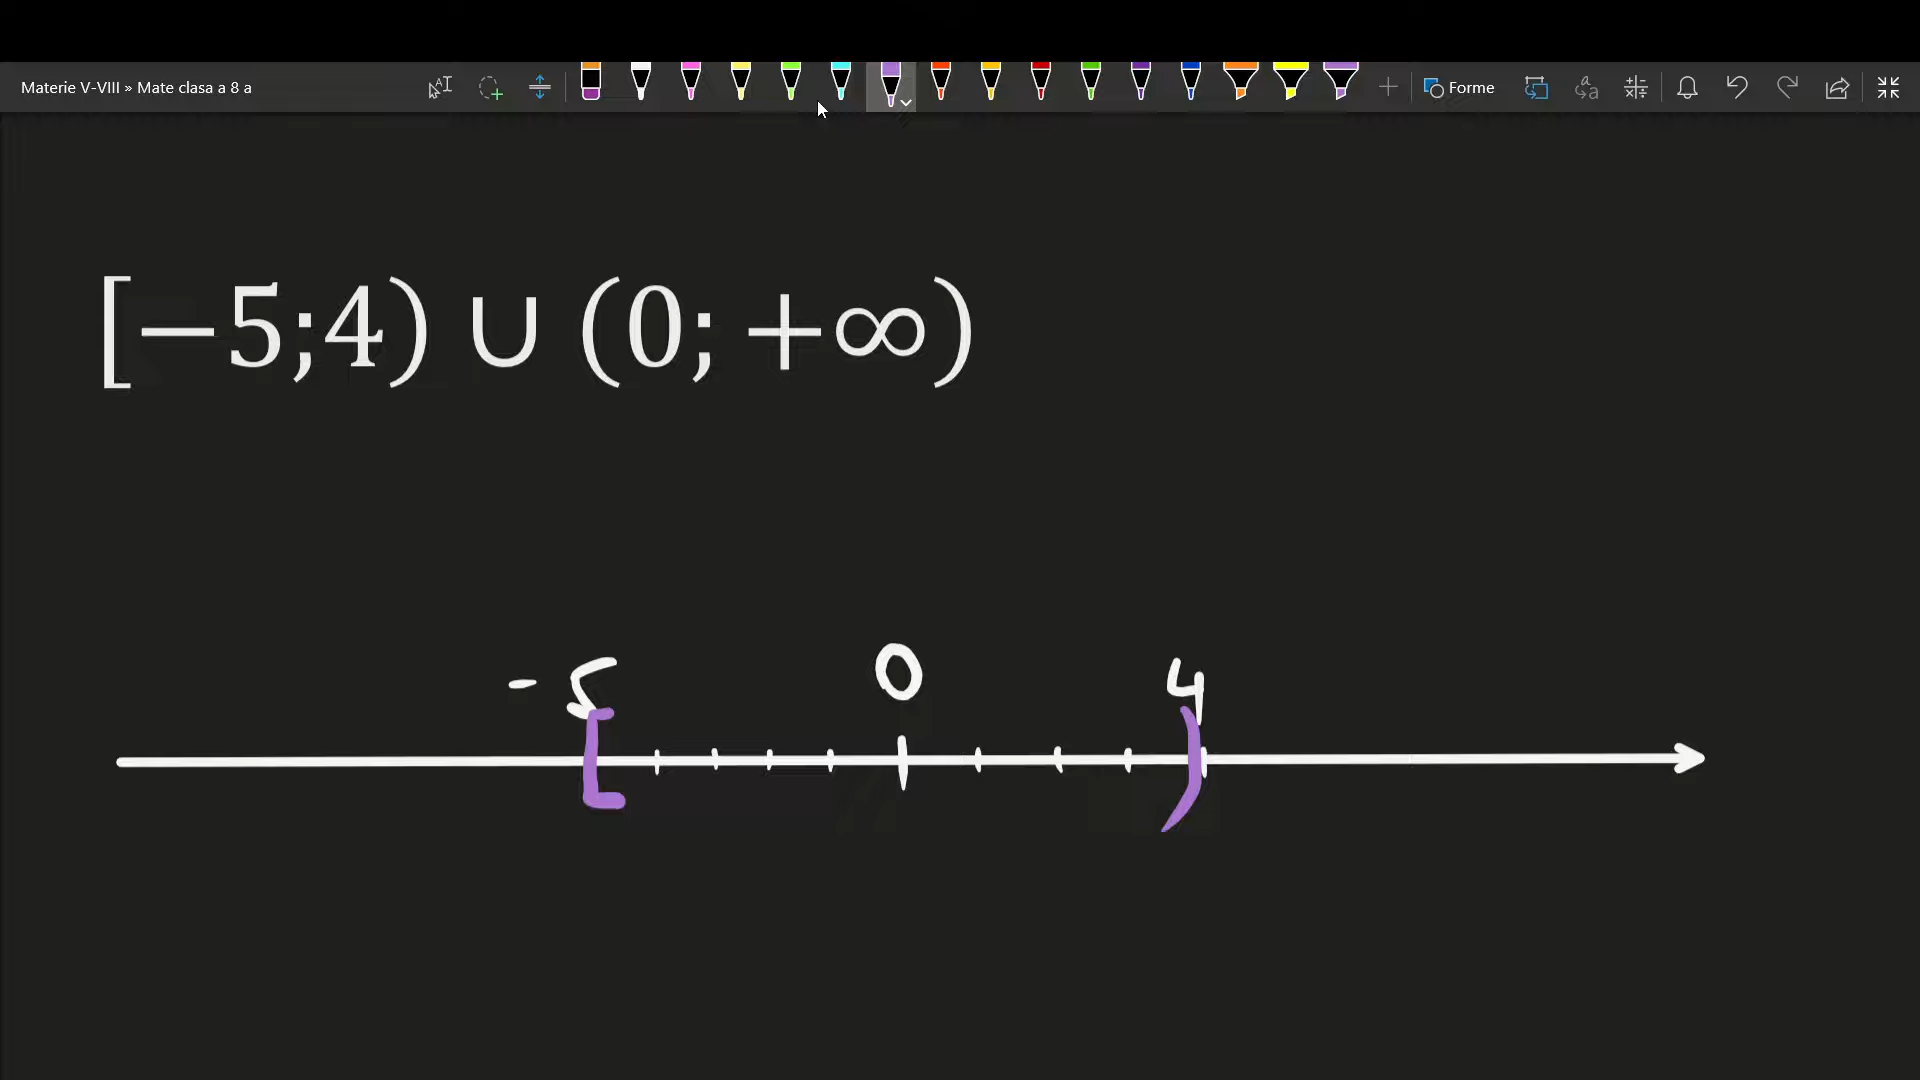 Materie V-VIII » Mate clasa a 8 a
Forme
[−5;4) ∪ (0; +∞)
- 5 0 4